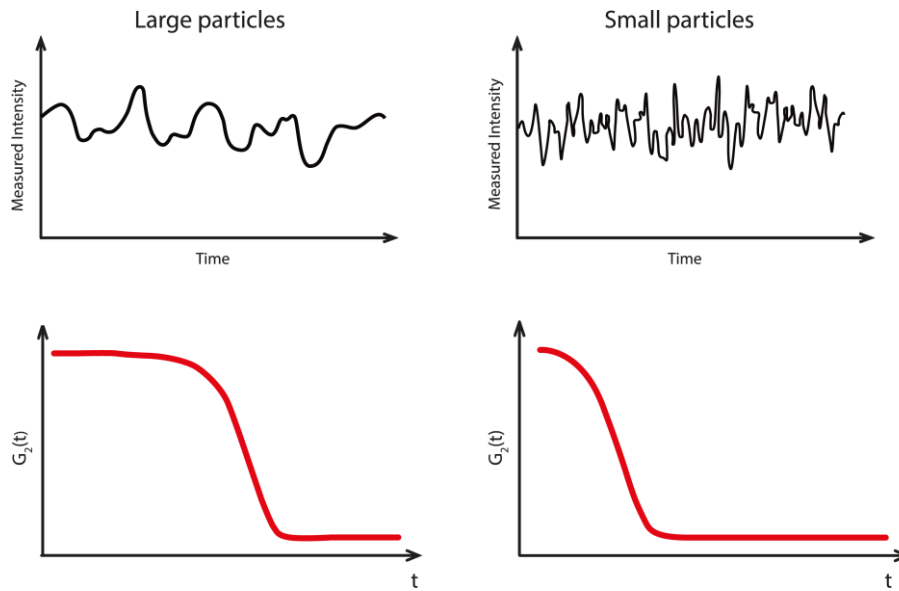 Large particles
Small particles
Measured Intensity
Time
Measured Intensity
Time
G₂(t)
t
G₂(t)
t